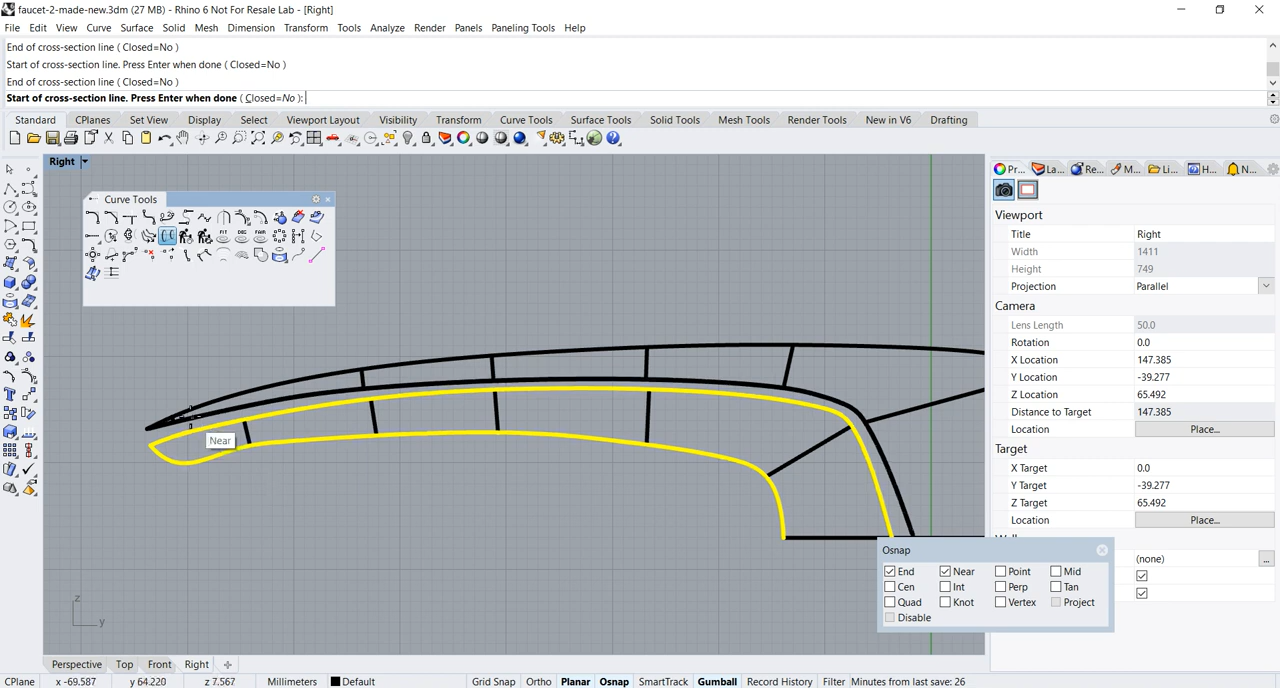 faucet-2-made-new.3dm (27 MB) - Rhino 6 Not For Resale Lab - [Right]
File Edit View Curve Surface Solid Mesh Dimension Transform Tools Analyze Render Panels Paneling Tools Help
End of cross-section line ( Closed=No )
Start of cross-section line. Press Enter when done ( Closed=No ):
End of cross-section line ( Closed=No )
Start of cross-section line. Press Enter when done ( Closed=No ):
Standard CPlanes Set View Display Select Viewport Layout Visibility Transform Curve Tools Surface Tools Solid Tools Mesh Tools Render Tools New in V6 Drafting
Right
Pr... La... Re... M... Li... H... N...
Curve Tools
Viewport
Title Right
Width 1411
Height 749
Projection Parallel
Camera
Lens Length 50.0
Rotation 0.0
X Location 147.385
Y Location -39.277
Z Location 65.492
Distance to Target 147.385
Location Place...
Target
X Target 0.0
Y Target -39.277
Z Target 65.492
Location Place...
(none) ...
Near
Osnap
End Near Point Mid
Cen Int Perp Tan
Quad Knot Vertex Project
Disable
z
y
Perspective Top Front Right
CPlane x -69.587 y 64.220 z 7.567 Millimeters Default Grid Snap Ortho Planar Osnap SmartTrack Gumball Record History Filter Minutes from last save: 26